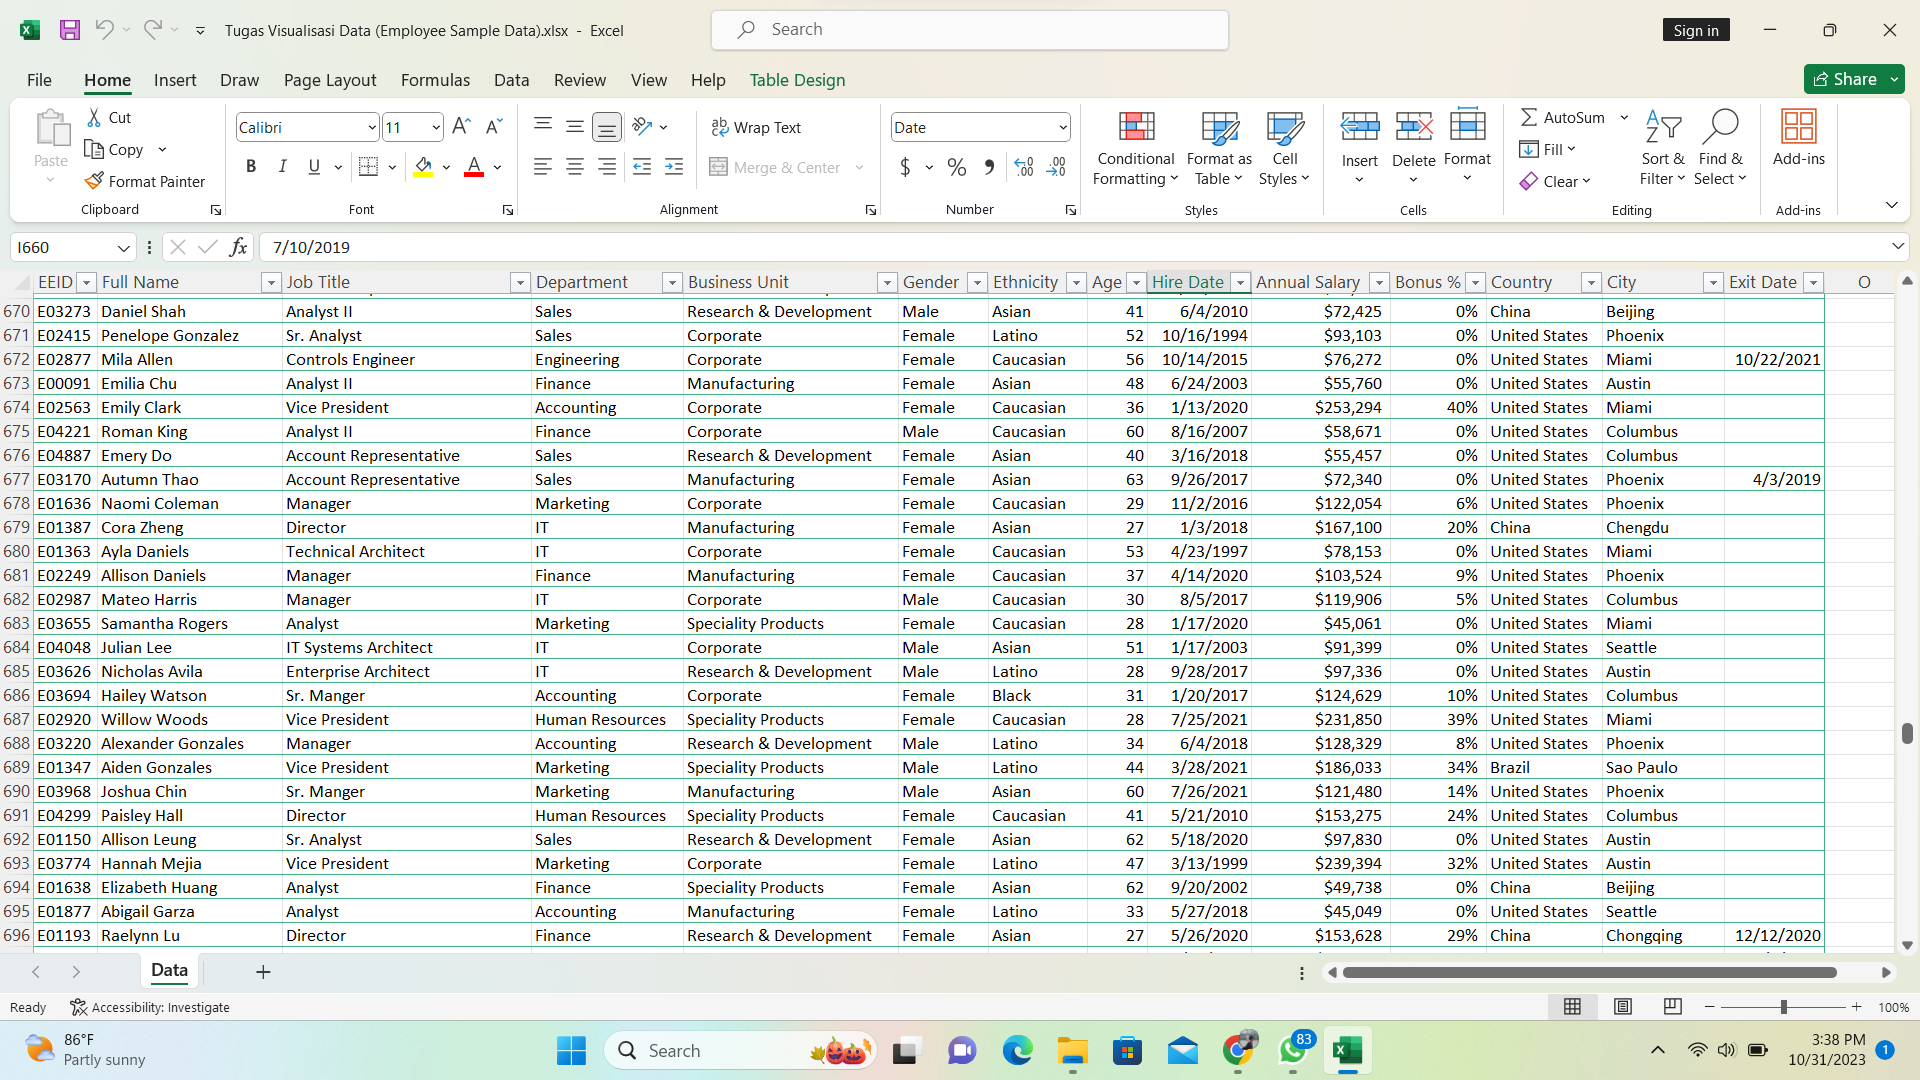 Tugas Visualisasi Data (Employee Sample Data).xlsx - Excel
Search
Sign in
File Home Insert Draw Page Layout Formulas Data Review View Help Table Design
Share
Paste
Cut
Copy
Format Painter
Clipboard
Calibri 11
B I U
Font
Wrap Text
Merge & Center
Alignment
Date
$ % , .00
Number
Conditional Formatting
Format as Table
Cell Styles
Styles
Insert Delete Format
Cells
AutoSum
Fill
Clear
Sort & Filter
Find & Select
Editing
Add-ins
Add-ins
I660 fx 7/10/2019
EEID Full Name Job Title Department Business Unit Gender Ethnicity Age Hire Date Annual Salary Bonus % Country City Exit Date O
670 E03273 Daniel Shah Analyst II Sales Research & Development Male Asian 41 6/4/2010 $72,425 0% China Beijing
671 E02415 Penelope Gonzalez Sr. Analyst Sales Corporate Female Latino 52 10/16/1994 $93,103 0% United States Phoenix
672 E02877 Mila Allen Controls Engineer Engineering Corporate Female Caucasian 56 10/14/2015 $76,272 0% United States Miami 10/22/2021
673 E00091 Emilia Chu Analyst II Finance Manufacturing Female Asian 48 6/24/2003 $55,760 0% United States Austin
674 E02563 Emily Clark Vice President Accounting Corporate Female Caucasian 36 1/13/2020 $253,294 40% United States Miami
675 E04221 Roman King Analyst II Finance Corporate Male Caucasian 60 8/16/2007 $58,671 0% United States Columbus
676 E04887 Emery Do Account Representative Sales Research & Development Female Asian 40 3/16/2018 $55,457 0% United States Columbus
677 E03170 Autumn Thao Account Representative Sales Manufacturing Female Asian 63 9/26/2017 $72,340 0% United States Phoenix 4/3/2019
678 E01636 Naomi Coleman Manager Marketing Corporate Female Caucasian 29 11/2/2016 $122,054 6% United States Phoenix
679 E01387 Cora Zheng Director IT Manufacturing Female Asian 27 1/3/2018 $167,100 20% China Chengdu
680 E01363 Ayla Daniels Technical Architect IT Corporate Female Caucasian 53 4/23/1997 $78,153 0% United States Miami
681 E02249 Allison Daniels Manager Finance Manufacturing Female Caucasian 37 4/14/2020 $103,524 9% United States Phoenix
682 E02987 Mateo Harris Manager IT Corporate Male Caucasian 30 8/5/2017 $119,906 5% United States Columbus
683 E03655 Samantha Rogers Analyst Marketing Speciality Products Female Caucasian 28 1/17/2020 $45,061 0% United States Miami
684 E04048 Julian Lee IT Systems Architect IT Corporate Male Asian 51 1/17/2003 $91,399 0% United States Seattle
685 E03626 Nicholas Avila Enterprise Architect IT Research & Development Male Latino 28 9/28/2017 $97,336 0% United States Austin
686 E03694 Hailey Watson Sr. Manger Accounting Corporate Female Black 31 1/20/2017 $124,629 10% United States Columbus
687 E02920 Willow Woods Vice President Human Resources Speciality Products Female Caucasian 28 7/25/2021 $231,850 39% United States Miami
688 E03220 Alexander Gonzales Manager Accounting Research & Development Male Latino 34 6/4/2018 $128,329 8% United States Phoenix
689 E01347 Aiden Gonzales Vice President Marketing Speciality Products Male Latino 44 3/28/2021 $186,033 34% Brazil Sao Paulo
690 E03968 Joshua Chin Sr. Manger Marketing Manufacturing Male Asian 60 7/26/2021 $121,480 14% United States Phoenix
691 E04299 Paisley Hall Director Human Resources Speciality Products Female Caucasian 41 5/21/2010 $153,275 24% United States Columbus
692 E01150 Allison Leung Sr. Analyst Sales Research & Development Female Asian 62 5/18/2020 $97,830 0% United States Austin
693 E03774 Hannah Mejia Vice President Marketing Corporate Female Latino 47 3/13/1999 $239,394 32% United States Austin
694 E01638 Elizabeth Huang Analyst Finance Speciality Products Female Asian 62 9/20/2002 $49,738 0% China Beijing
695 E01877 Abigail Garza Analyst Accounting Manufacturing Female Latino 33 5/27/2018 $45,049 0% United States Seattle
696 E01193 Raelynn Lu Director Finance Research & Development Female Asian 27 5/26/2020 $153,628 29% China Chongqing 12/12/2020
Data
Ready Accessibility: Investigate 100%
86°F
Partly sunny
Search
83
3:38 PM
10/31/2023
1